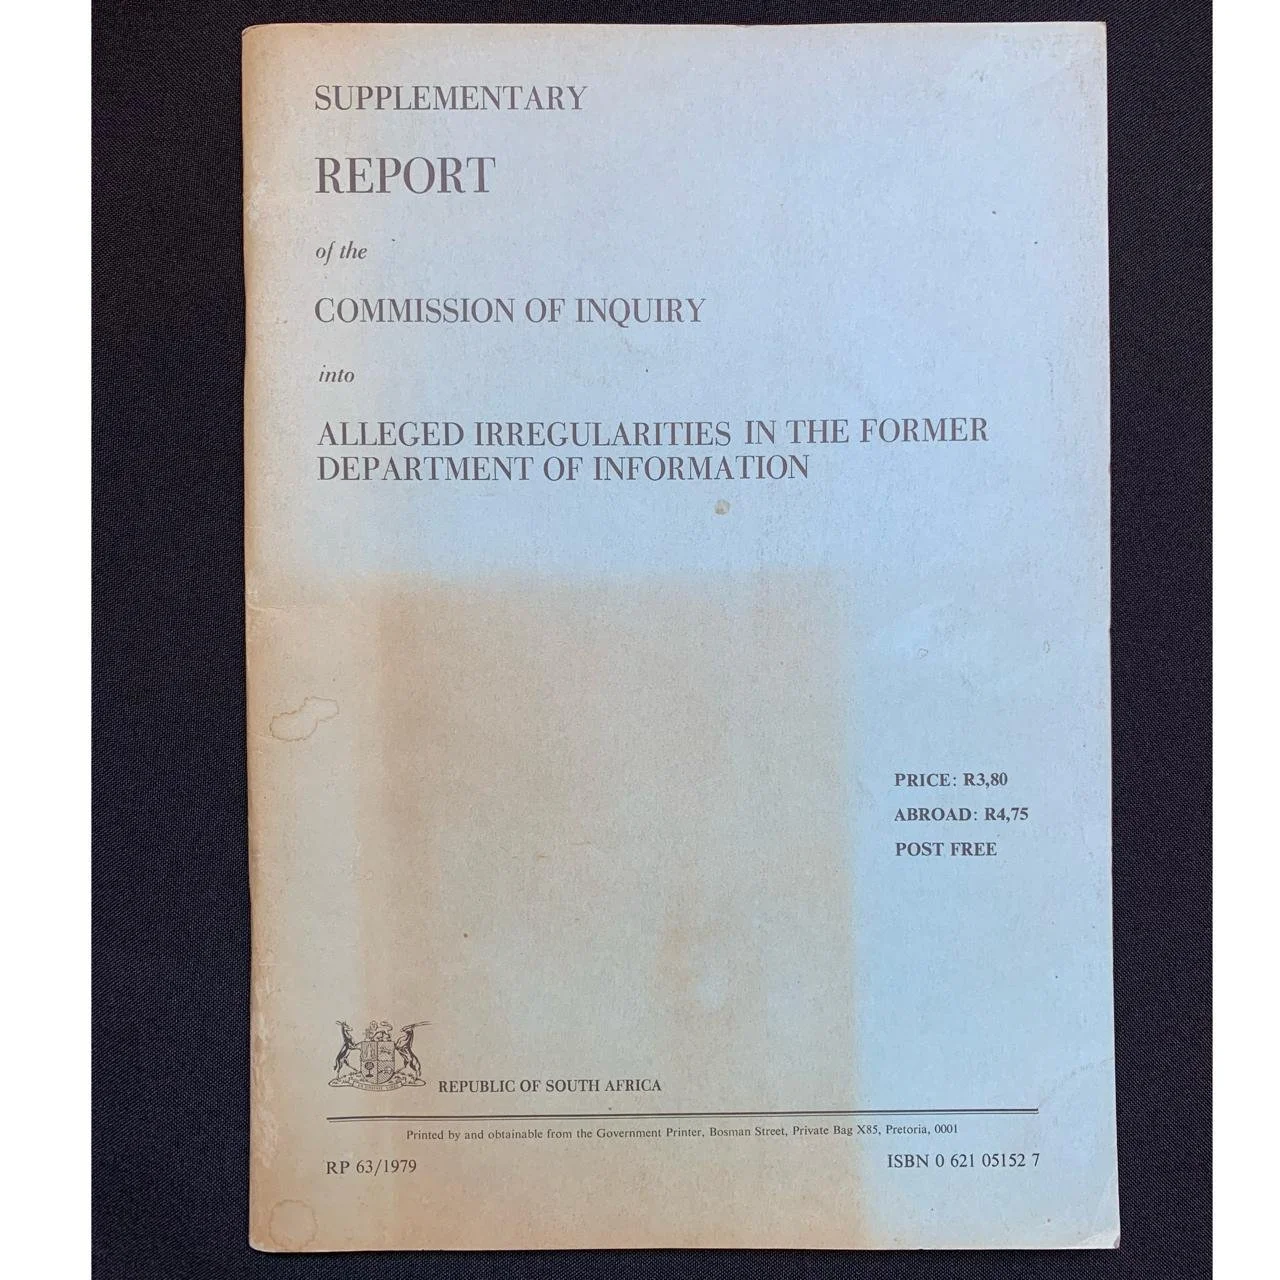 SUPPLEMENTARY
REPORT
of the
COMMISSION OF INQUIRY
into
ALLEGED IRREGULARITIES IN THE FORMER
DEPARTMENT OF INFORMATION
PRICE: R3,80
ABROAD: R4,75
POST FREE
REPUBLIC OF SOUTH AFRICA
Printed by and obtainable from the Government Printer, Bosman Street, Private Bag X85, Pretoria, 0001
RP 63/1979
ISBN 0 621 05152 7